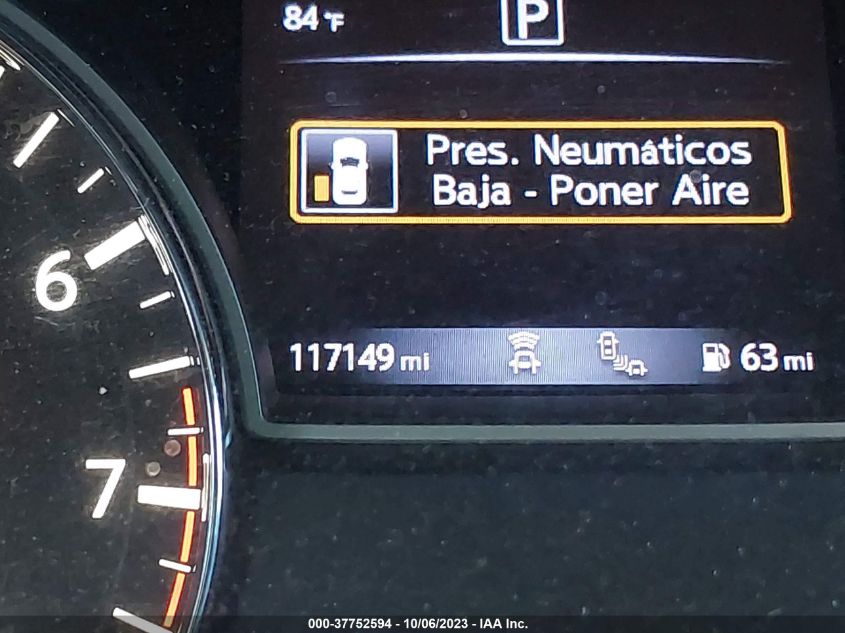 84 °F
P
Pres. Neumáticos
Baja - Poner Aire
6
117149 mi
63 mi
7
000-37752594 - 10/06/2023 - IAA Inc.